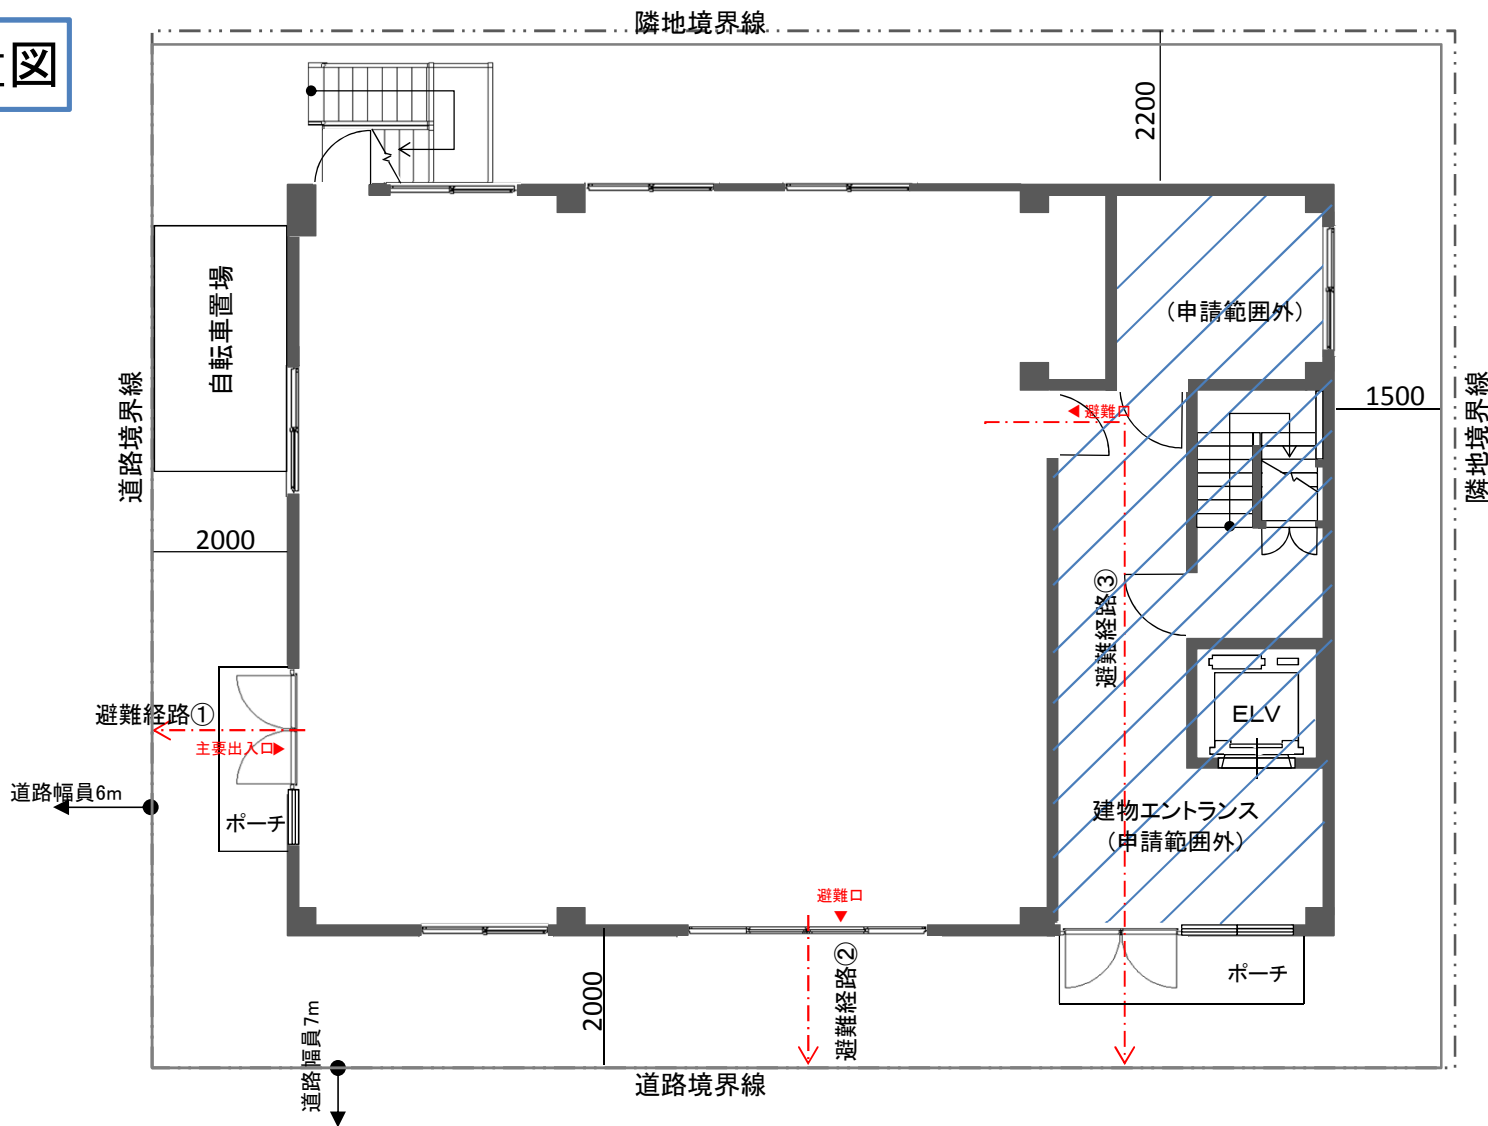 隣地境界線
図
2200
自転車置場
(申請範囲外)
道路境界線
隣地境界線
1500
避難口
2000
避難経路③
ELV
避難経路①
主要出入口
道路幅員6m
ポーチ
建物エントランス
(申請範囲外)
避難口
避難経路②
2000
ポーチ
道路幅員7m
道路境界線